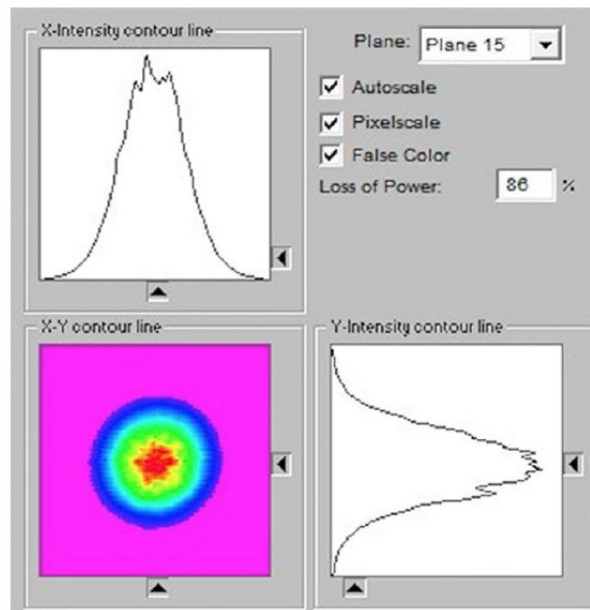 X-Intensity contour line
Plane: Plane 15
Autoscale
Pixelscale
False Color
Loss of Power: 86 %
X-Y contour line
Y-Intensity contour line